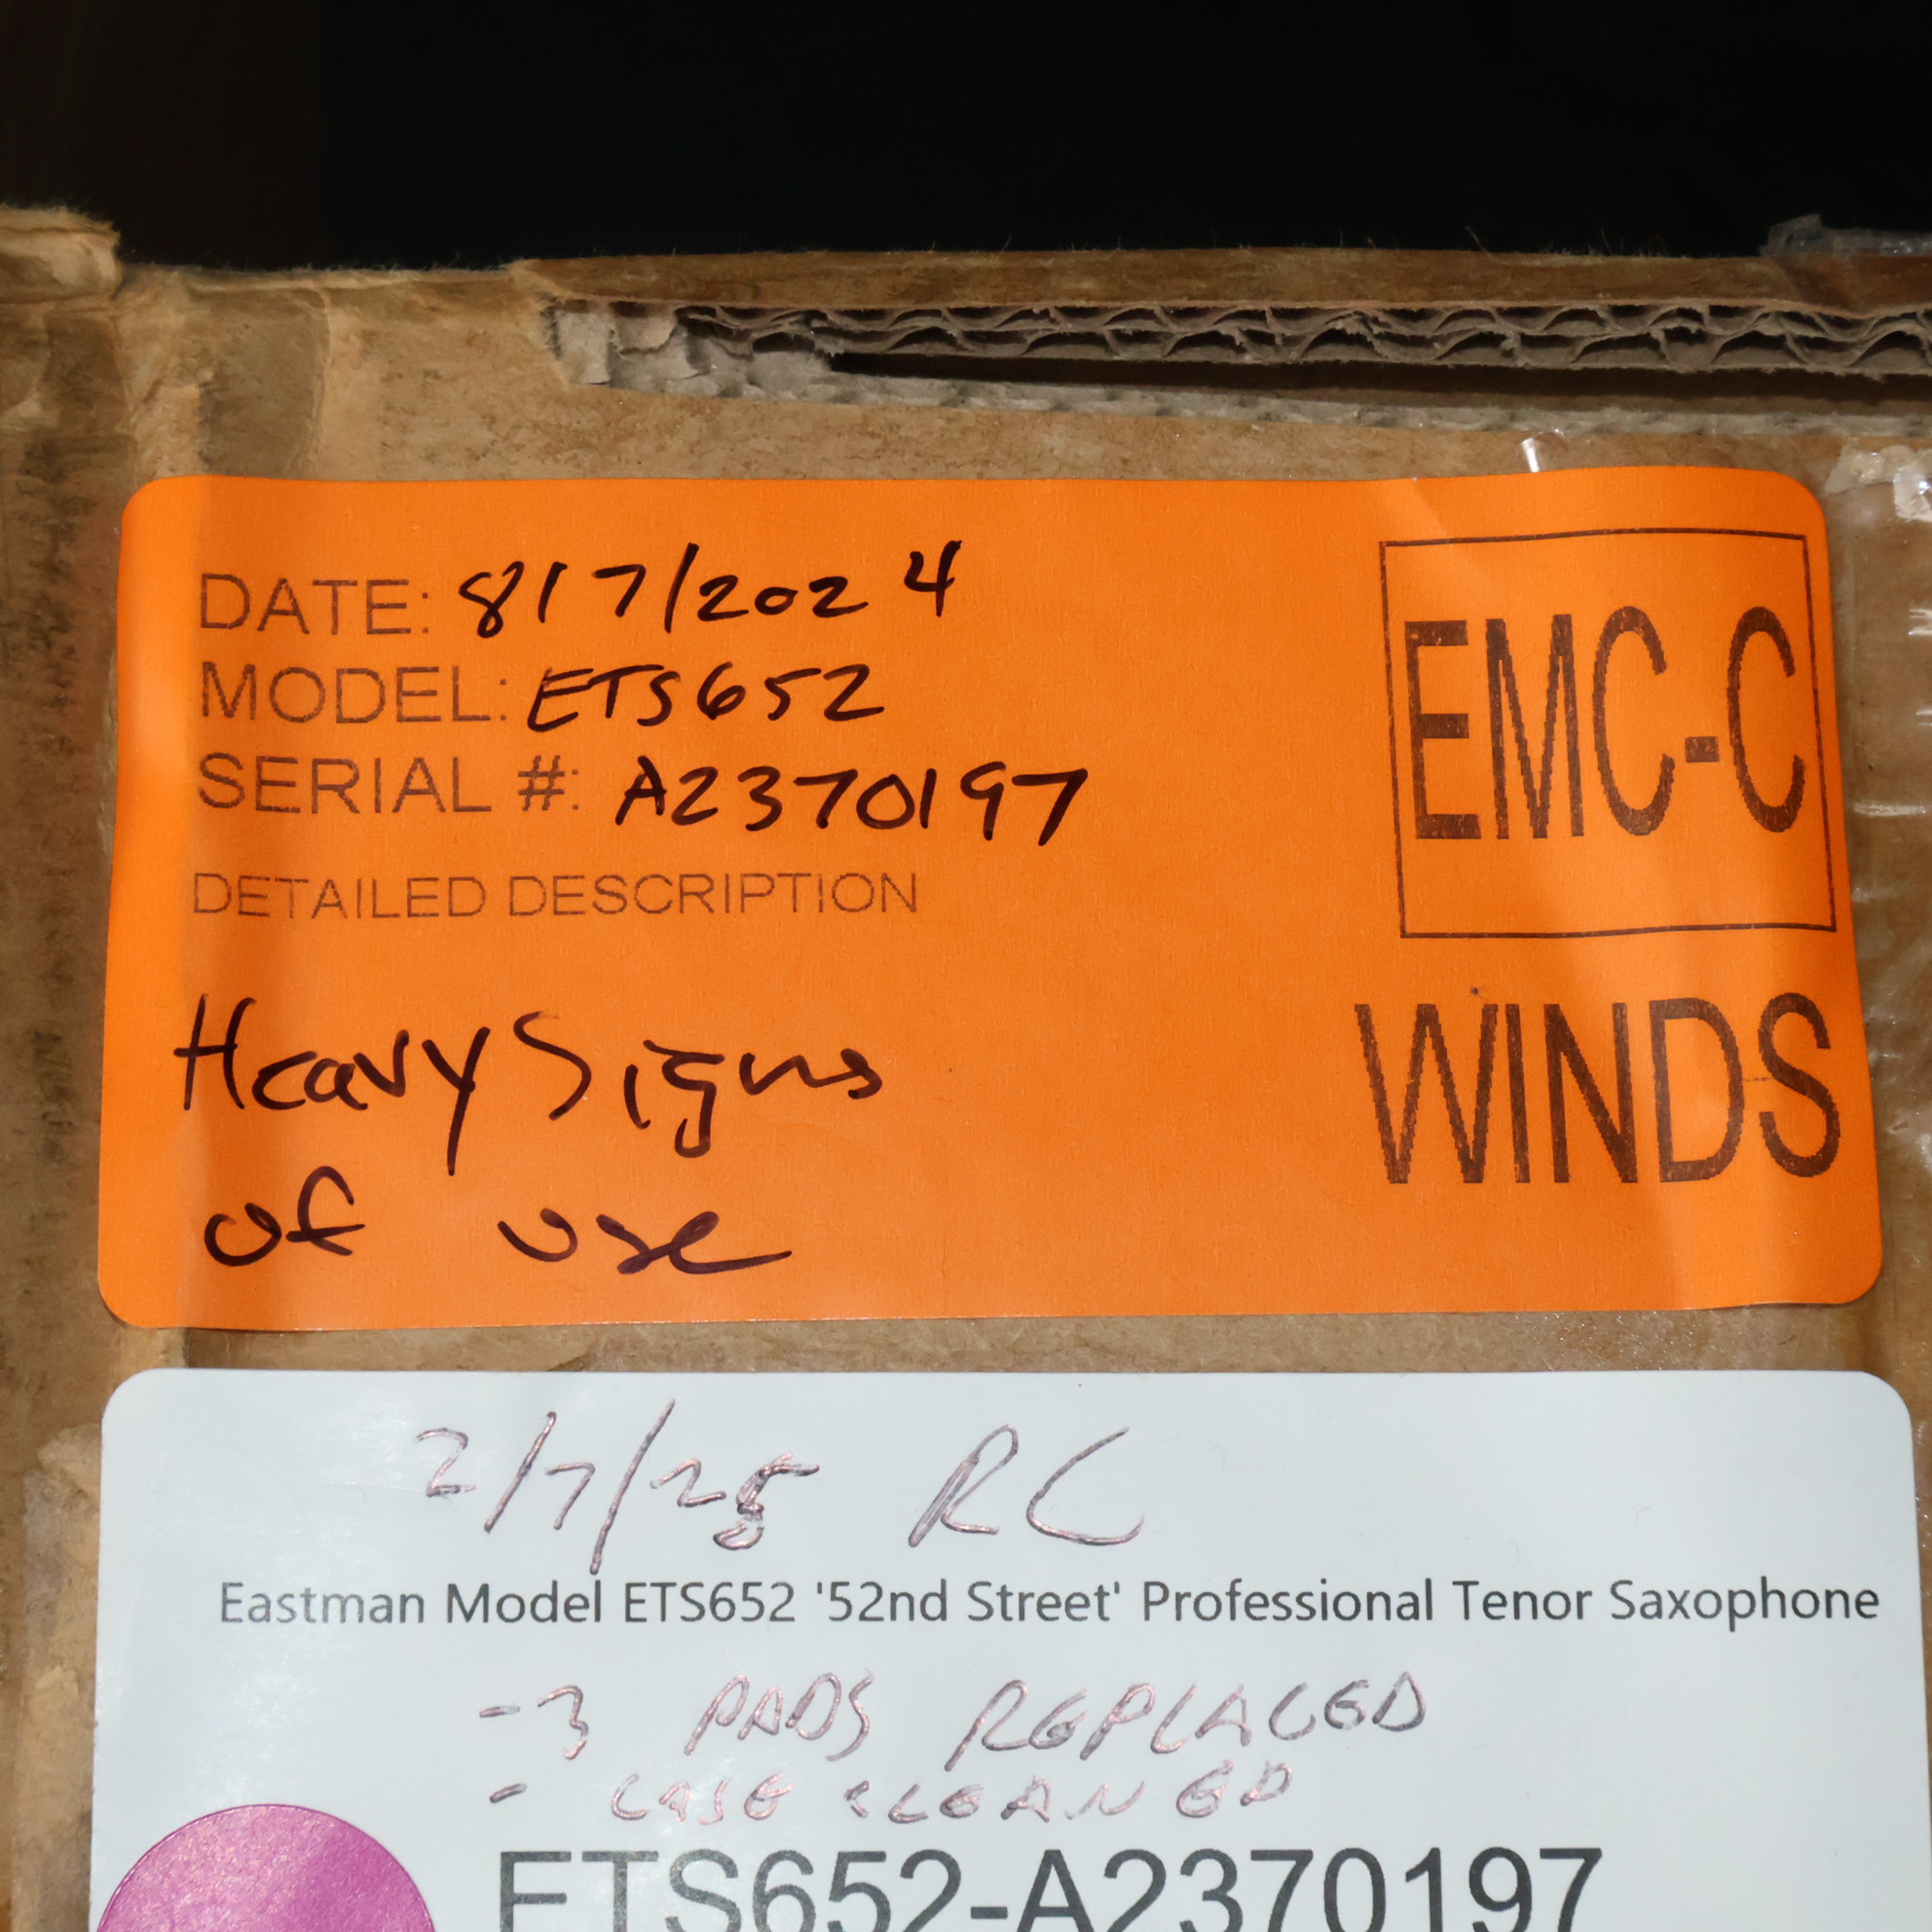 DATE: 8/7/2024
MODEL: ETS652
SERIAL #: A2370197
DETAILED DESCRIPTION
Heavy Signs
of use
EMC-C
WINDS
2/7/25 RC
Eastman Model ETS652 '52nd Street' Professional Tenor Saxophone
- 3 PADS REPLACED
- CASE CLEANED
ETS652-A2370197